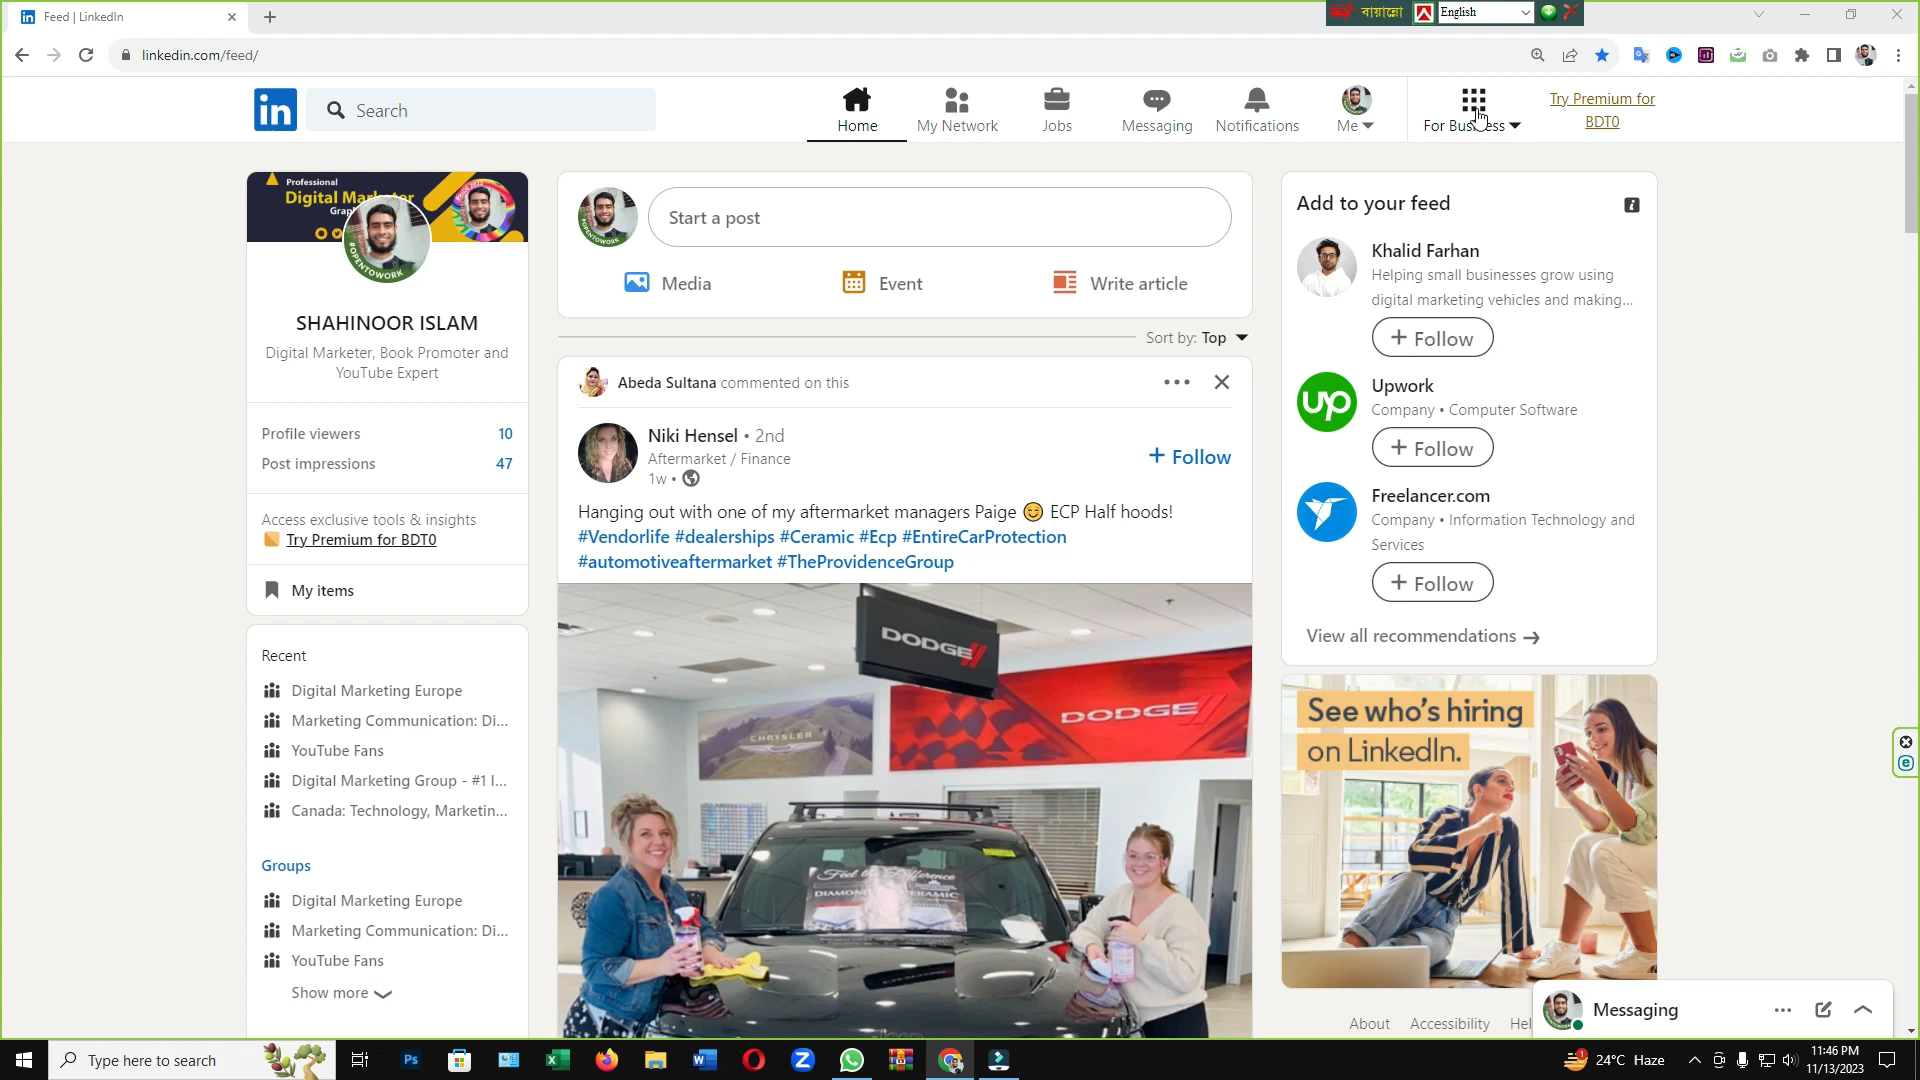 Feed | LinkedIn
বায়ান্নো
English
linkedin.com/feed/
in
Search
Home
My Network
Jobs
Messaging
Notifications
Me
For Business
Try Premium for
BDT0
Professional
Digital Marketer
#OPENTOWORK
SHAHINOOR ISLAM
Digital Marketer, Book Promoter and
YouTube Expert
Profile viewers 10
Post impressions 47
Access exclusive tools & insights
Try Premium for BDT0
My items
Recent
Digital Marketing Europe
Marketing Communication: Di...
YouTube Fans
Digital Marketing Group - #1 I...
Canada: Technology, Marketin...
Groups
Digital Marketing Europe
Marketing Communication: Di...
YouTube Fans
Show more
Start a post
Media
Event
Write article
Sort by: Top
Abeda Sultana commented on this
Niki Hensel • 2nd
Aftermarket / Finance
1w •
+ Follow
Hanging out with one of my aftermarket managers Paige 😊 ECP Half hoods!
#Vendorlife #dealerships #Ceramic #Ecp #EntireCarProtection
#automotiveaftermarket #TheProvidenceGroup
DODGE
DODGE
CHRYSLER
Feel the Difference
DIAMOND CERAMIC
Add to your feed
Khalid Farhan
Helping small businesses grow using
digital marketing vehicles and making...
+ Follow
up
Upwork
Company • Computer Software
+ Follow
Freelancer.com
Company • Information Technology and
Services
+ Follow
View all recommendations →
See who's hiring
on LinkedIn.
About
Accessibility
Hel
Messaging
Type here to search
24°C Haze
11:46 PM
11/13/2023